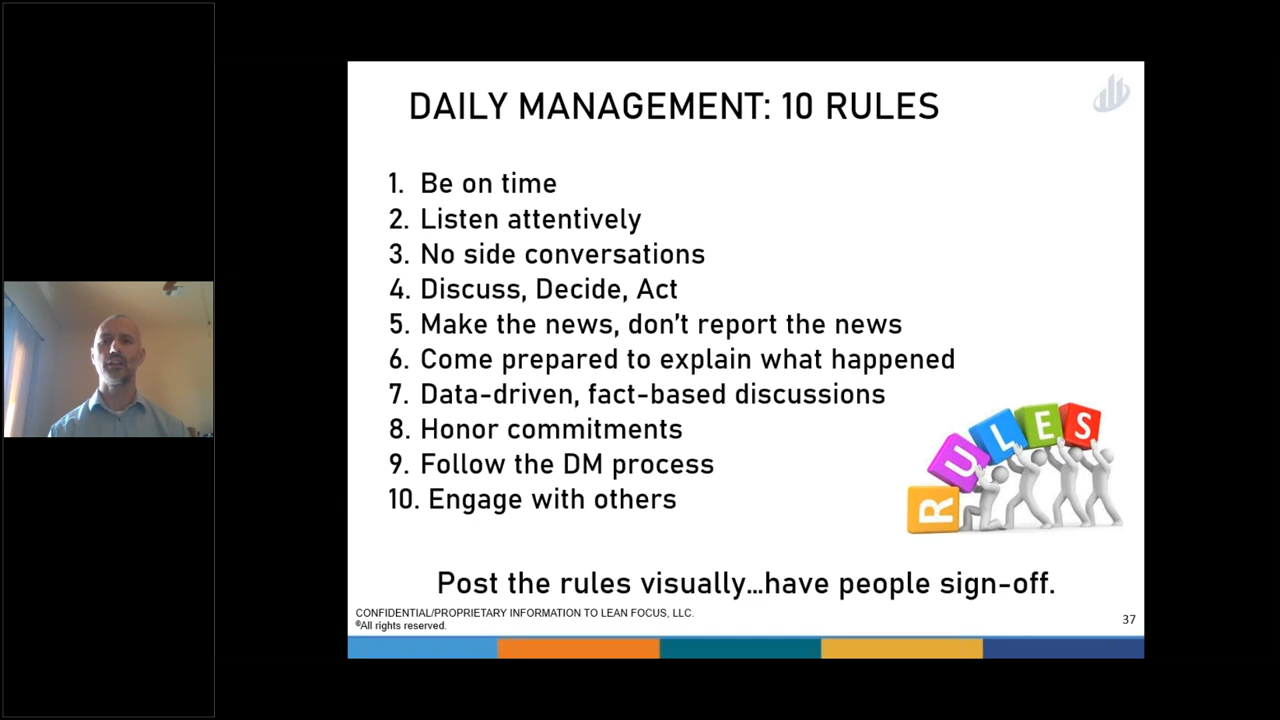 DAILY MANAGEMENT: 10 RULES
1. Be on time
2. Listen attentively
3. No side conversations
4. Discuss, Decide, Act
5. Make the news, don’t report the news
6. Come prepared to explain what happened
7. Data-driven, fact-based discussions
8. Honor commitments
9. Follow the DM process
10. Engage with others
RULES
Post the rules visually…have people sign-off.
CONFIDENTIAL/PROPRIETARY INFORMATION TO LEAN FOCUS, LLC.
®All rights reserved.
37